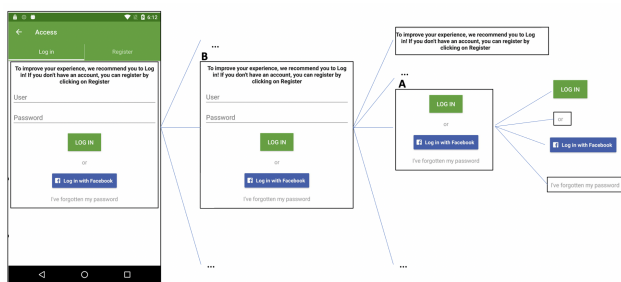 6:12
Access
Log in
Register
To improve your experience, we recommend you to Log
in! If you don't have an account, you can register by
clicking on Register
User
Password
LOG IN
or
Log in with Facebook
I've forgotten my password
...
B
To improve your experience, we recommend you to Log
in! If you don't have an account, you can register by
clicking on Register
User
Password
LOG IN
or
Log in with Facebook
I've forgotten my password
...
To improve your experience, we recommend you to Log
in! If you don't have an account, you can register by
clicking on Register
...
A
LOG IN
or
Log in with Facebook
I've forgotten my password
...
LOG IN
or
Log in with Facebook
I've forgotten my password